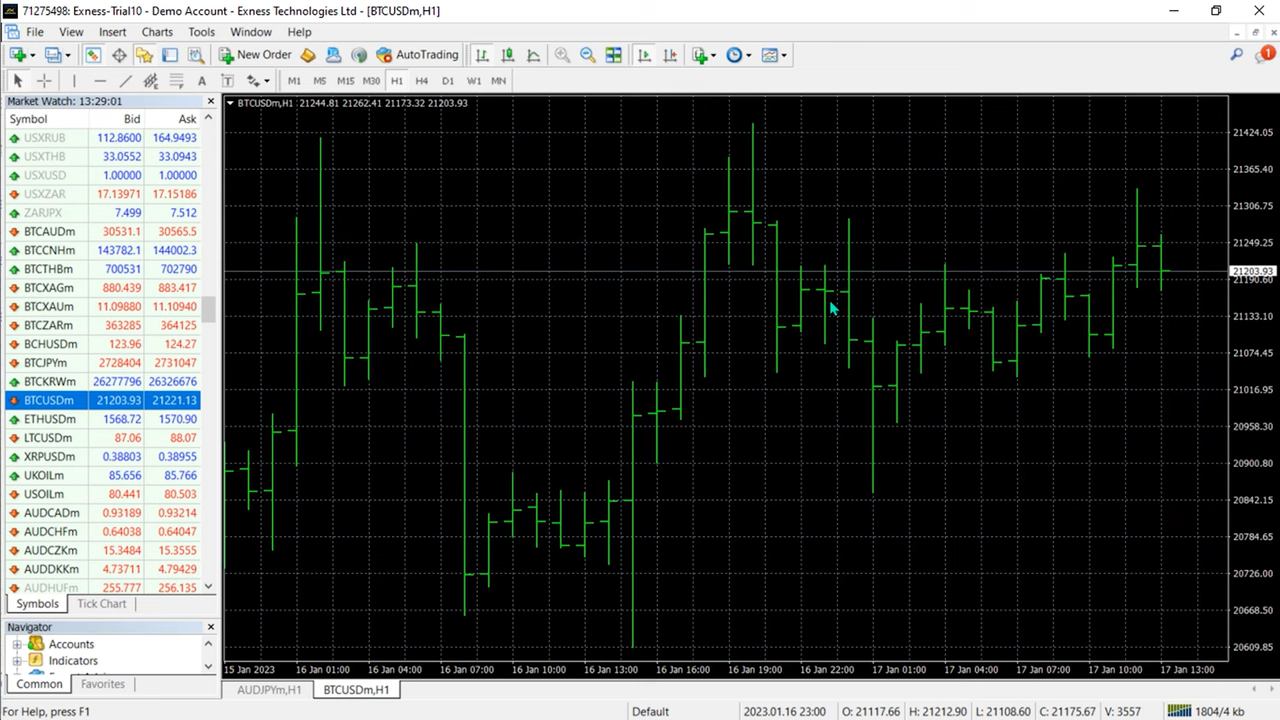 71275498: Exness-Trial10 - Demo Account - Exness Technologies Ltd - [BTCUSDm,H1]
File View Insert Charts Tools Window Help
New Order AutoTrading 1
A T M1 M5 M15 M30 H1 H4 D1 W1 MN
Market Watch: 13:29:01
Symbol Bid Ask
USXRUB 112.8600 164.9493
USXTHB 33.0552 33.0943
USXUSD 1.00000 1.00000
USXZAR 17.13971 17.15186
ZARJPX 7.499 7.512
BTCAUDm 30531.1 30565.5
BTCCNHm 143782.1 144002.3
BTCTHBm 700531 702790
BTCXAGm 880.439 883.417
BTCXAUm 11.09880 11.10940
BTCZARm 363285 364125
BCHUSDm 123.96 124.27
BTCJPYm 2728404 2731047
BTCKRWm 26277796 26326676
BTCUSDm 21203.93 21221.13
ETHUSDm 1568.72 1570.90
LTCUSDm 87.06 88.07
XRPUSDm 0.38803 0.38955
UKOILm 85.656 85.766
USOILm 80.441 80.503
AUDCADm 0.93189 0.93214
AUDCHFm 0.64038 0.64047
AUDCZKm 15.3484 15.3555
AUDDKKm 4.73711 4.79429
AUDHUFm 255.777 256.135
Symbols Tick Chart
Navigator
Accounts
Indicators
Common Favorites
BTCUSDm,H1 21244.81 21262.41 21173.32 21203.93
21424.05
21365.40
21306.75
21249.25
21203.93
21190.60
21133.10
21074.45
21016.95
20958.30
20900.80
20842.15
20784.65
20726.00
20668.50
20609.85
15 Jan 2023 16 Jan 01:00 16 Jan 04:00 16 Jan 07:00 16 Jan 10:00 16 Jan 13:00 16 Jan 16:00 16 Jan 19:00 16 Jan 22:00 17 Jan 01:00 17 Jan 04:00 17 Jan 07:00 17 Jan 10:00 17 Jan 13:00
AUDJPYm,H1 BTCUSDm,H1
For Help, press F1 Default 2023.01.16 23:00 O: 21117.66 H: 21212.90 L: 21108.60 C: 21175.67 V: 3557 1804/4 kb